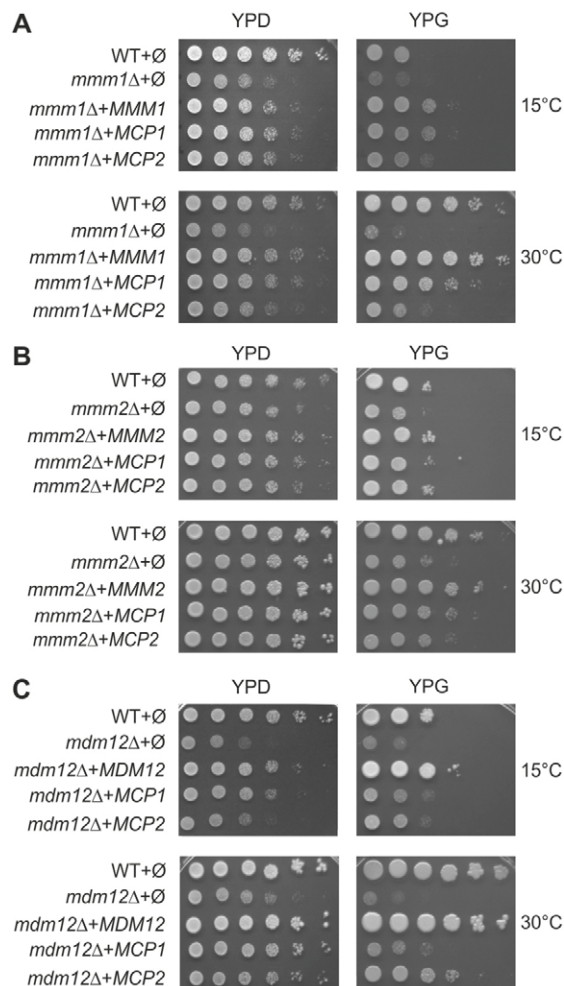 A
YPD YPG
WT+Ø
mmm1Δ+Ø
mmm1Δ+MMM1
mmm1Δ+MCP1
mmm1Δ+MCP2
15°C
WT+Ø
mmm1Δ+Ø
mmm1Δ+MMM1
mmm1Δ+MCP1
mmm1Δ+MCP2
30°C
B
YPD YPG
WT+Ø
mmm2Δ+Ø
mmm2Δ+MMM2
mmm2Δ+MCP1
mmm2Δ+MCP2
15°C
WT+Ø
mmm2Δ+Ø
mmm2Δ+MMM2
mmm2Δ+MCP1
mmm2Δ+MCP2
30°C
C
YPD YPG
WT+Ø
mdm12Δ+Ø
mdm12Δ+MDM12
mdm12Δ+MCP1
mdm12Δ+MCP2
15°C
WT+Ø
mdm12Δ+Ø
mdm12Δ+MDM12
mdm12Δ+MCP1
mdm12Δ+MCP2
30°C